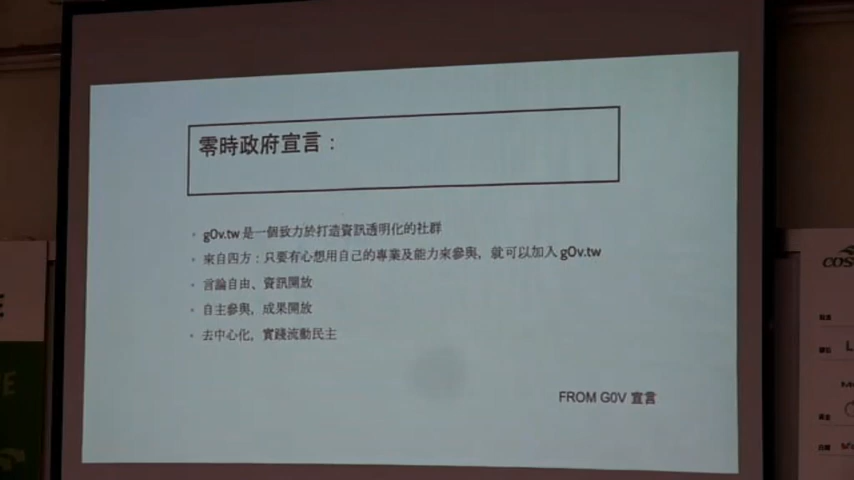 零時政府宣言：
g0v.tw 是一個致力於打造資訊透明化的社群
來自四方：只要有心想用自己的專業及能力來參與，就可以加入 g0v.tw
言論自由、資訊開放
自主參與，成果開放
去中心化，實踐流動民主
FROM G0V 宣言
COS